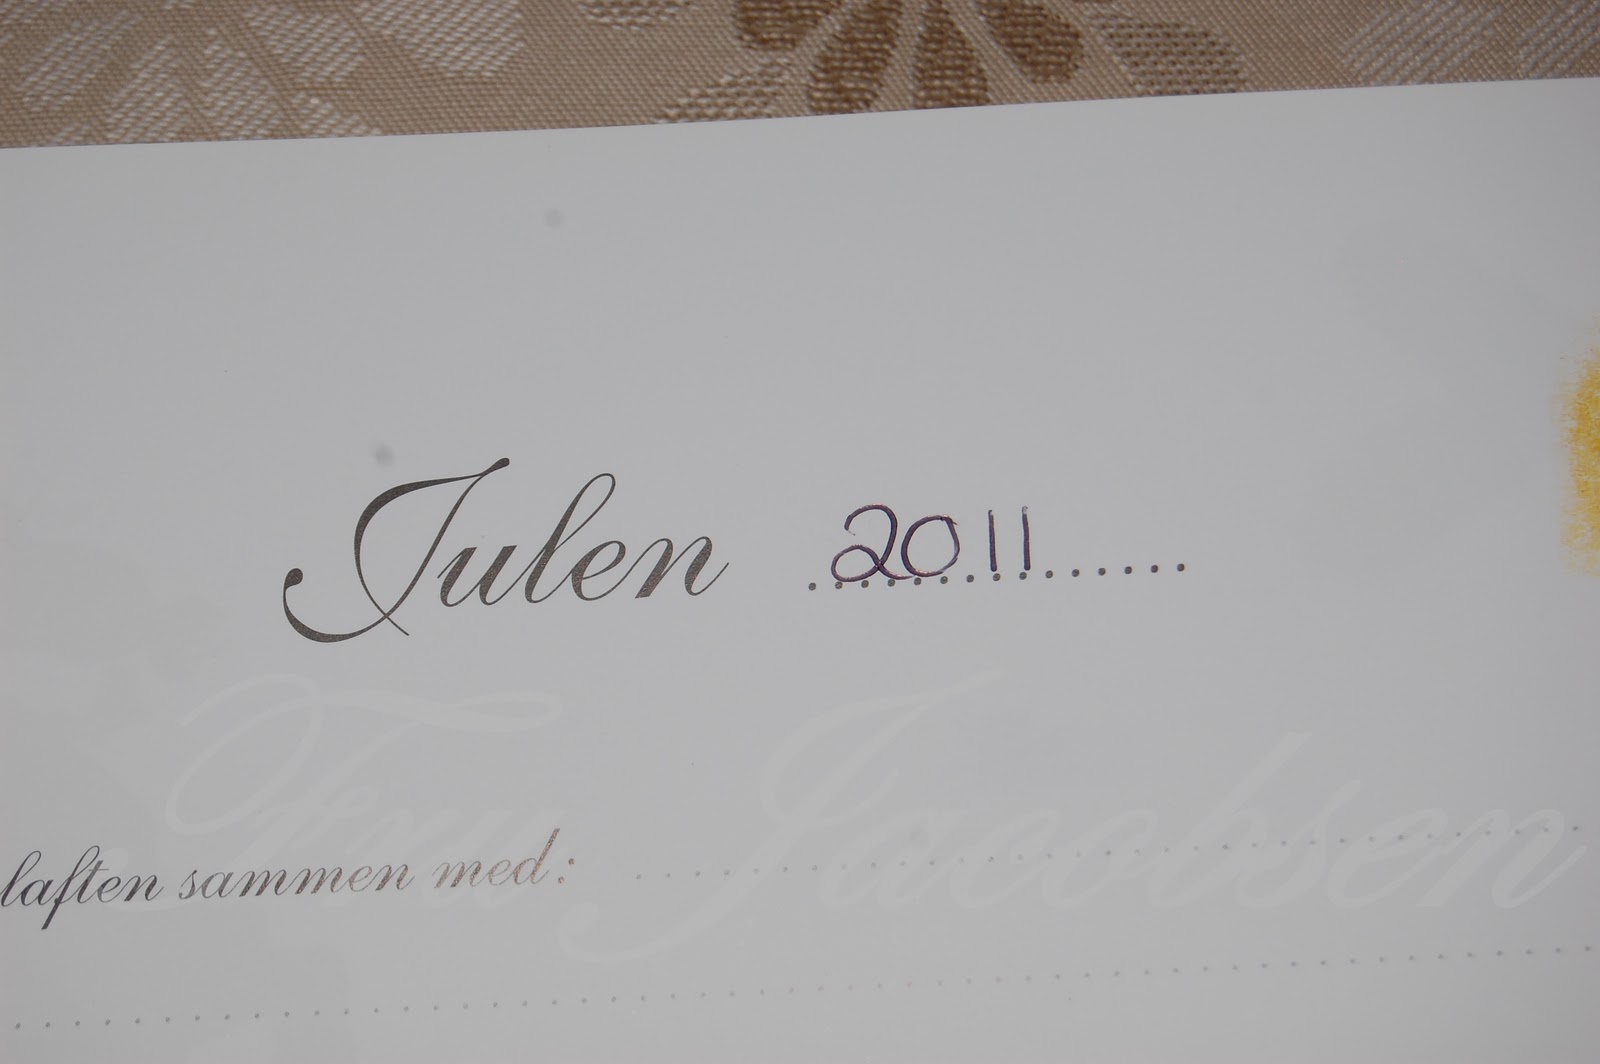 Julen 2011
laften sammen med:
Fru Jacobsen